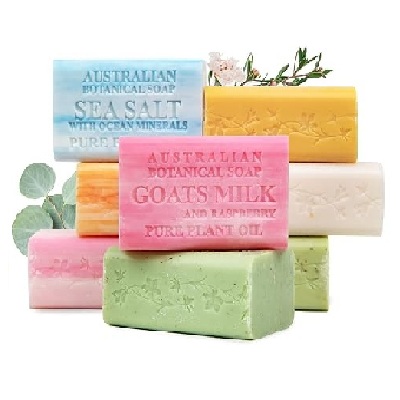 AUSTRALIAN
BOTANICAL SOAP
SEA SALT
WITH OCEAN MINERALS
PURE
AUSTRALIAN
BOTANICAL SOAP
GOATS MILK
AND RASPBERRY
PURE PLANT OIL